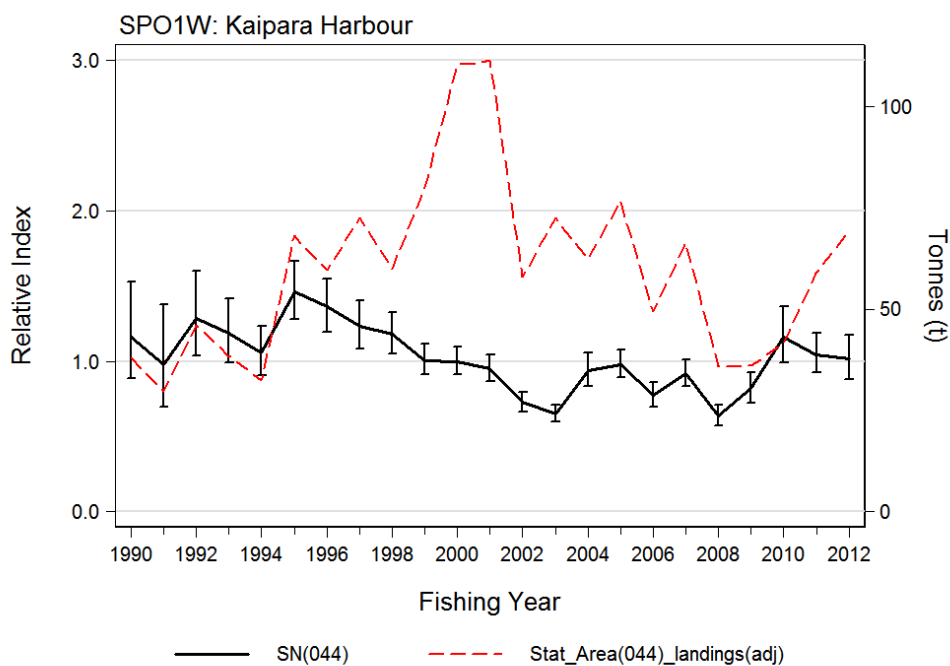 SPO1W: Kaipara Harbour
3.0
2.0
1.0
0.0
Relative Index
100
50
0
Tonnes (t)
1990 1992 1994 1996 1998 2000 2002 2004 2006 2008 2010 2012
Fishing Year
SN(044) Stat_Area(044)_landings(adj)